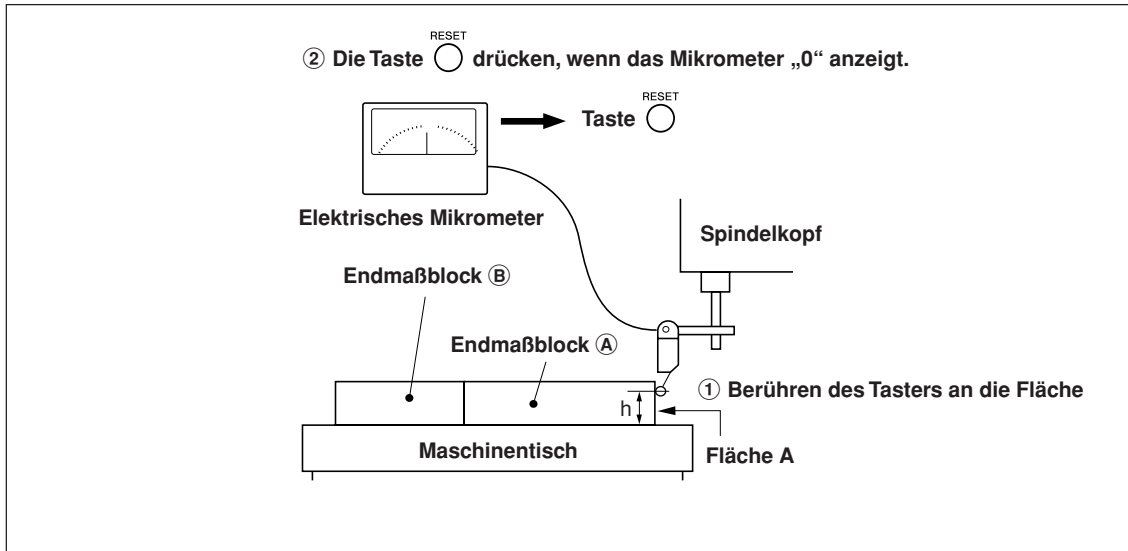 RESET
② Die Taste ◯ drücken, wenn das Mikrometer „0“ anzeigt.
RESET
Taste ◯
Elektrisches Mikrometer
Spindelkopf
Endmaßblock Ⓑ
Endmaßblock Ⓐ
① Berühren des Tasters an die Fläche
h
Maschinentisch
Fläche A